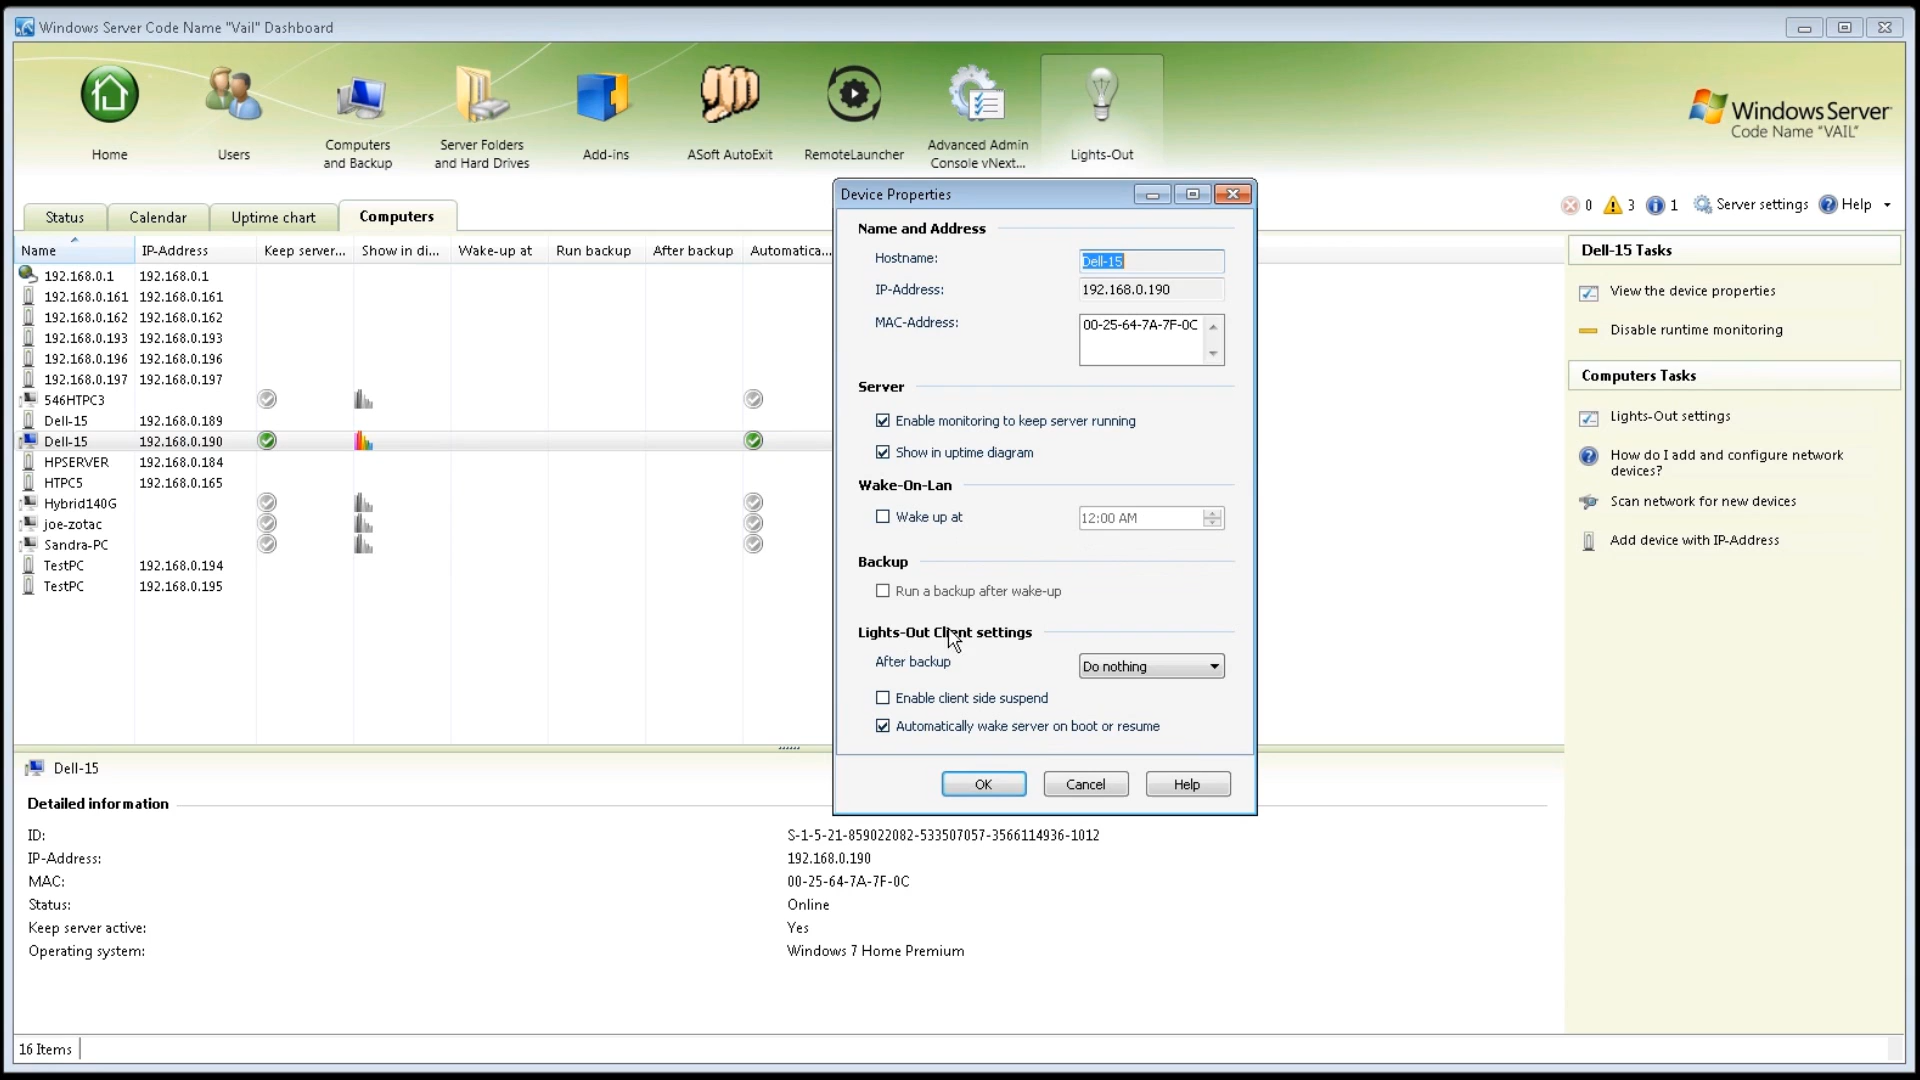 Windows Server Code Name "Vail" Dashboard
Home
Users
Computers
and Backup
Server Folders
and Hard Drives
Add-ins
ASoft AutoExit
RemoteLauncher
Advanced Admin
Console vNext...
Lights-Out
Windows Server
Code Name "VAIL"
Status
Calendar
Uptime chart
Computers
0
3
1
Server settings
Help
Name IP-Address Keep server... Show in di... Wake-up at Run backup After backup Automatica...
192.168.0.1 192.168.0.1
192.168.0.161 192.168.0.161
192.168.0.162 192.168.0.162
192.168.0.193 192.168.0.193
192.168.0.196 192.168.0.196
192.168.0.197 192.168.0.197
546HTPC3
Dell-15 192.168.0.189
Dell-15 192.168.0.190
HPSERVER 192.168.0.184
HTPC5 192.168.0.165
Hybrid140G
joe-zotac
Sandra-PC
TestPC 192.168.0.194
TestPC 192.168.0.195
Device Properties
Name and Address
Hostname: Dell-15
IP-Address: 192.168.0.190
MAC-Address: 00-25-64-7A-7F-0C
Server
Enable monitoring to keep server running
Show in uptime diagram
Wake-On-Lan
Wake up at 12:00 AM
Backup
Run a backup after wake-up
Lights-Out Client settings
After backup Do nothing
Enable client side suspend
Automatically wake server on boot or resume
OK Cancel Help
Dell-15 Tasks
View the device properties
Disable runtime monitoring
Computers Tasks
Lights-Out settings
How do I add and configure network
devices?
Scan network for new devices
Add device with IP-Address
Dell-15
Detailed information
ID: S-1-5-21-859022082-533507057-3566114936-1012
IP-Address: 192.168.0.190
MAC: 00-25-64-7A-7F-0C
Status: Online
Keep server active: Yes
Operating system: Windows 7 Home Premium
16 Items